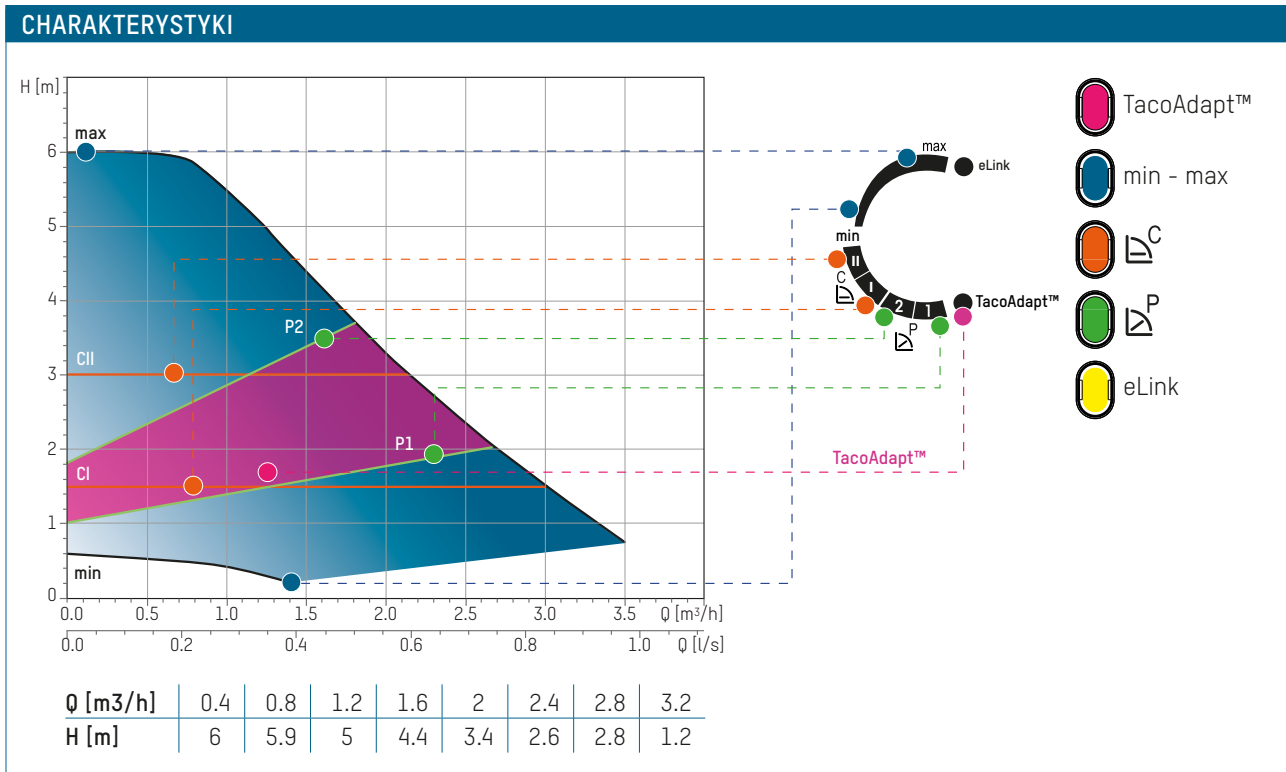 CHARAKTERYSTYKI
H [m]
max
6
5
4
3
2
1
0
P2
CII
P1
CI
min
0.0 0.5 1.0 1.5 2.0 2.5 3.0 3.5 Q [m³/h]
0.0 0.2 0.4 0.6 0.8 1.0 Q [l/s]
max
eLink
min
II
C
I
2
1
P
TacoAdapt™
TacoAdapt™
TacoAdapt™
min - max
C
P
eLink
Q [m3/h] 0.4 0.8 1.2 1.6 2 2.4 2.8 3.2
H [m] 6 5.9 5 4.4 3.4 2.6 2.8 1.2